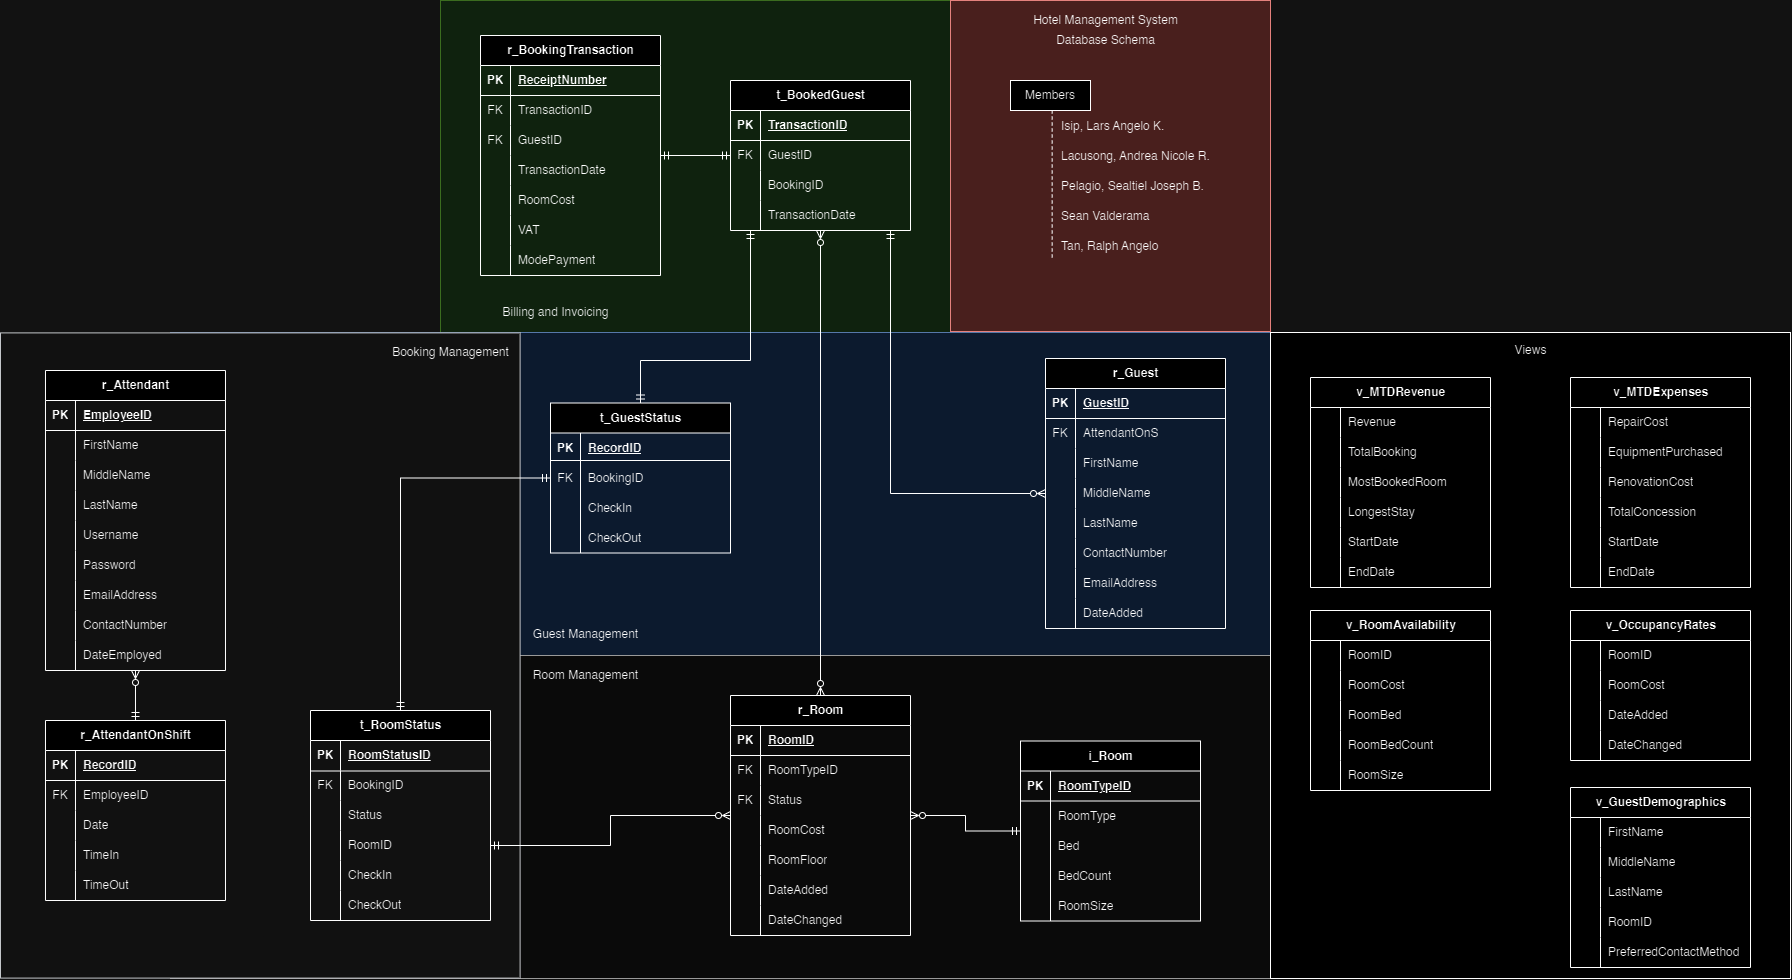 r_BookingTransaction
PK ReceiptNumber
FK TransactionID
FK GuestID
TransactionDate
RoomCost
VAT
ModePayment
t_BookedGuest
PK TransactionID
FK GuestID
BookingID
TransactionDate
Billing and Invoicing
Hotel Management System
Database Schema
Members
Isip, Lars Angelo K.
Lacusong, Andrea Nicole R.
Pelagio, Sealtiel Joseph B.
Sean Valderama
Tan, Ralph Angelo
Booking Management
r_Attendant
PK EmployeeID
FirstName
MiddleName
LastName
Username
Password
EmailAddress
ContactNumber
DateEmployed
r_AttendantOnShift
PK RecordID
FK EmployeeID
Date
TimeIn
TimeOut
t_RoomStatus
PK RoomStatusID
FK BookingID
Status
RoomID
CheckIn
CheckOut
t_GuestStatus
PK RecordID
FK BookingID
CheckIn
CheckOut
r_Guest
PK GuestID
FK AttendantOnS
FirstName
MiddleName
LastName
ContactNumber
EmailAddress
DateAdded
Guest Management
Room Management
r_Room
PK RoomID
FK RoomTypeID
FK Status
RoomCost
RoomFloor
DateAdded
DateChanged
i_Room
PK RoomTypeID
RoomType
Bed
BedCount
RoomSize
Views
v_MTDRevenue
Revenue
TotalBooking
MostBookedRoom
LongestStay
StartDate
EndDate
v_MTDExpenses
RepairCost
EquipmentPurchased
RenovationCost
TotalConcession
StartDate
EndDate
v_RoomAvailability
RoomID
RoomCost
RoomBed
RoomBedCount
RoomSize
v_OccupancyRates
RoomID
RoomCost
DateAdded
DateChanged
v_GuestDemographics
FirstName
MiddleName
LastName
RoomID
PreferredContactMethod